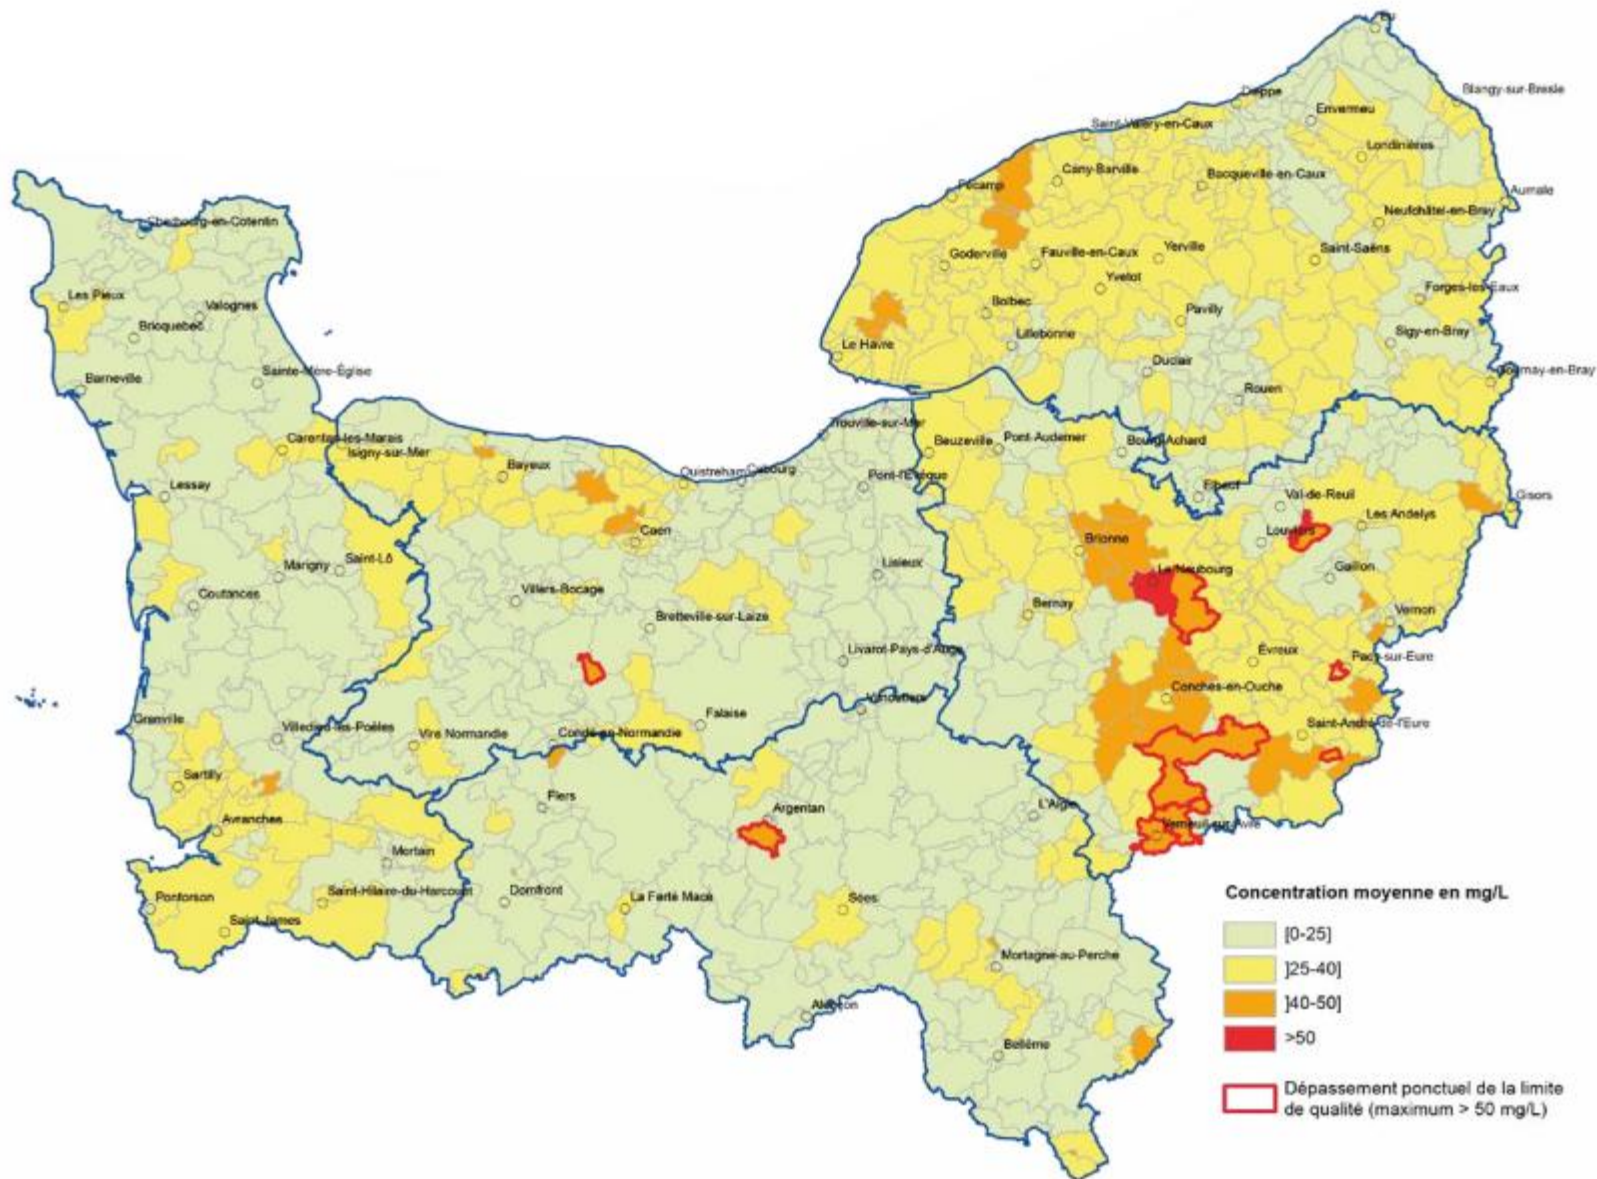 Eu
Blangy-sur-Bresle
Dieppe
Envermeu
Saint-Valéry-en-Caux
Londinières
Cany-Barville
Bacqueville-en-Caux
Fécamp
Aumale
Neufchâtel-en-Bray
Cherbourg-en-Cotentin
Goderville
Fauville-en-Caux
Yerville
Saint-Saëns
Yvetot
Forges-les-Eaux
Les Pieux
Valognes
Bolbec
Pavilly
Bricquebec
Lillebonne
Sigy-en-Bray
Le Havre
Duclair
Barneville
Sainte-Mère-Église
Gournay-en-Bray
Rouen
Trouville-sur-Mer
Carentan-les-Marais
Isigny-sur-Mer
Beuzeville
Pont-Audemer
Bourg-Achard
Bayeux
Ouistreham
Cabourg
Pont-l'Evêque
Lessay
Elbeuf
Val-de-Reuil
Gisors
Caen
Louviers
Les Andelys
Brionne
Marigny
Saint-Lô
Lisieux
Le Neubourg
Gaillon
Coutances
Villers-Bocage
Bretteville-sur-Laize
Bernay
Vernon
Livarot-Pays-d'Auge
Évreux
Pacy-sur-Eure
Conches-en-Ouche
Vimoutiers
Granville
Villedieu-les-Poëles
Vire Normandie
Condé-en-Normandie
Falaise
Saint-André-de-l'Eure
Sartilly
Flers
Argentan
L'Aigle
Avranches
Verneuil-sur-Avre
Mortain
Pontorson
Saint-Hilaire-du-Harcouët
Domfront
La Ferté Macé
Sées
Saint-James
Mortagne-au-Perche
Alençon
Bellême
Concentration moyenne en mg/L
[0-25]
]25-40]
]40-50]
>50
Dépassement ponctuel de la limite
de qualité (maximum > 50 mg/L)